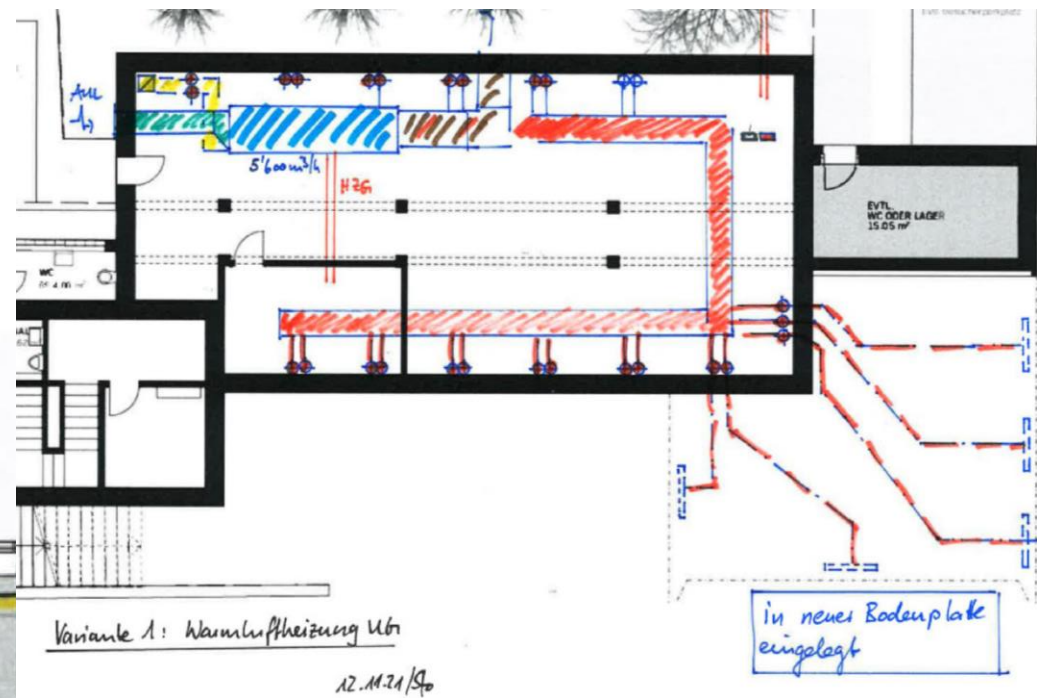 AUL
5'600 m³/h
HZG
EVTL.
WC ODER LAGER
15.05 m²
WC
Variante 1: Warmluftheizung UG
12.11.21/
in neuer Bodenplatte
eingelegt